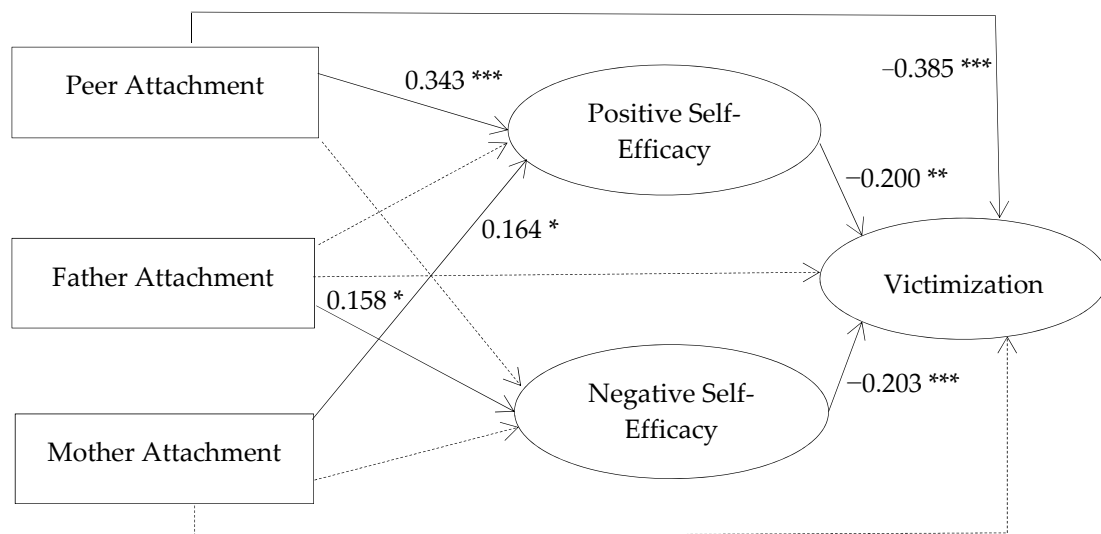 Peer Attachment
0.343 ***
–0.385 ***
Positive Self-
Efficacy
−0.200 **
0.164 *
Father Attachment
Victimization
0.158 *
Negative Self-
Efficacy
−0.203 ***
Mother Attachment